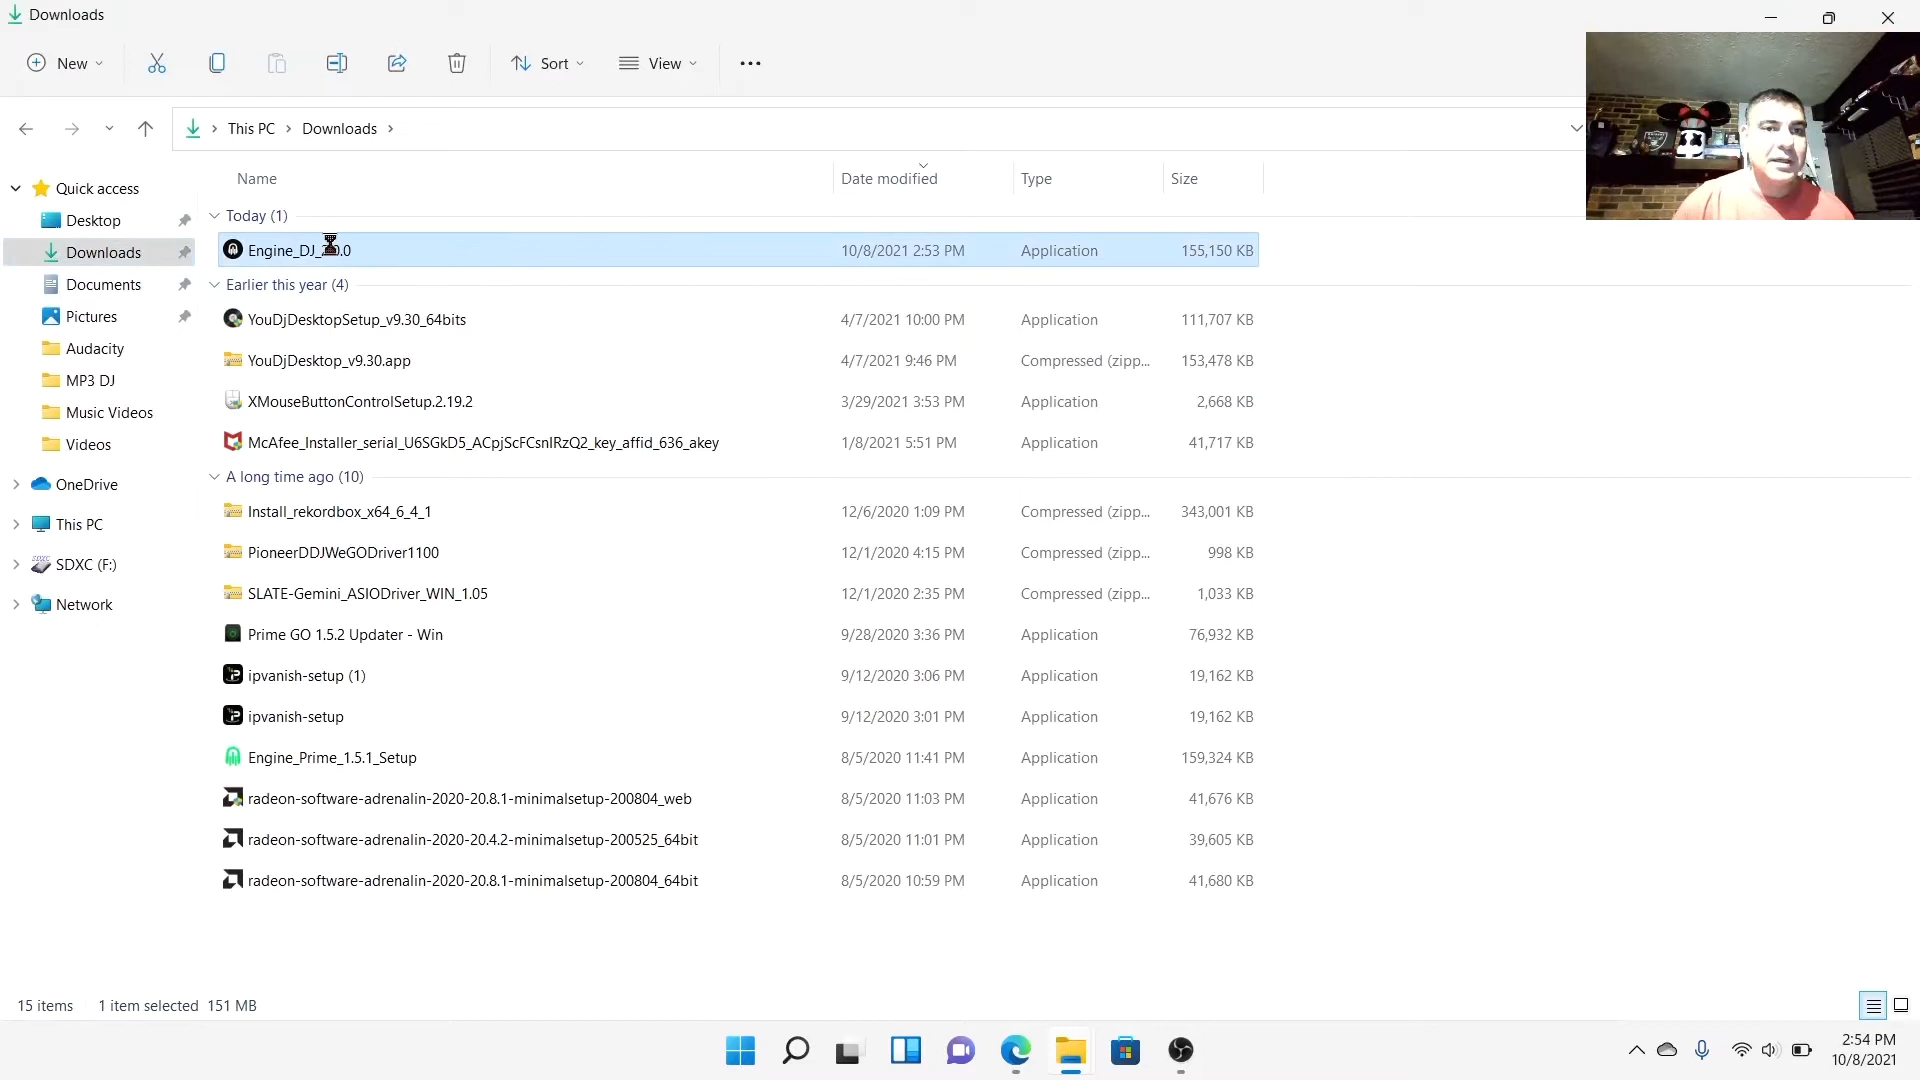 Downloads
New
Sort
View
This PC
Downloads
Name
Date modified
Type
Size
Quick access
Desktop
Downloads
Documents
Pictures
Audacity
MP3 DJ
Music Videos
Videos
OneDrive
This PC
SDXC (F:)
Network
Today (1)
Engine_DJ_ 0.0 10/8/2021 2:53 PM Application 155,150 KB
Earlier this year (4)
YouDjDesktopSetup_v9.30_64bits 4/7/2021 10:00 PM Application 111,707 KB
YouDjDesktop_v9.30.app 4/7/2021 9:46 PM Compressed (zipp... 153,478 KB
XMouseButtonControlSetup.2.19.2 3/29/2021 3:53 PM Application 2,668 KB
McAfee_Installer_serial_U6SGkD5_ACpjScFCsnIRzQ2_key_affid_636_akey 1/8/2021 5:51 PM Application 41,717 KB
A long time ago (10)
Install_rekordbox_x64_6_4_1 12/6/2020 1:09 PM Compressed (zipp... 343,001 KB
PioneerDDJWeGODriver1100 12/1/2020 4:15 PM Compressed (zipp... 998 KB
SLATE-Gemini_ASIODriver_WIN_1.05 12/1/2020 2:35 PM Compressed (zipp... 1,033 KB
Prime GO 1.5.2 Updater - Win 9/28/2020 3:36 PM Application 76,932 KB
ipvanish-setup (1) 9/12/2020 3:06 PM Application 19,162 KB
ipvanish-setup 9/12/2020 3:01 PM Application 19,162 KB
Engine_Prime_1.5.1_Setup 8/5/2020 11:41 PM Application 159,324 KB
radeon-software-adrenalin-2020-20.8.1-minimalsetup-200804_web 8/5/2020 11:03 PM Application 41,676 KB
radeon-software-adrenalin-2020-20.4.2-minimalsetup-200525_64bit 8/5/2020 11:01 PM Application 39,605 KB
radeon-software-adrenalin-2020-20.8.1-minimalsetup-200804_64bit 8/5/2020 10:59 PM Application 41,680 KB
15 items 1 item selected 151 MB
2:54 PM
10/8/2021